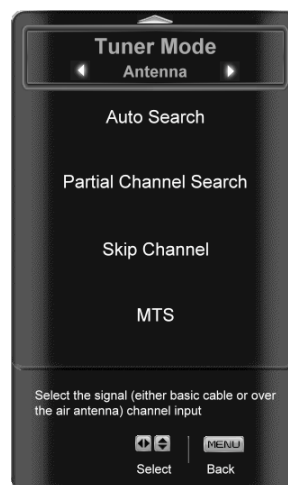 Tuner Mode
Antenna
Auto Search
Partial Channel Search
Skip Channel
MTS
Select the signal (either basic cable or over
the air antenna) channel input
MENU
Select Back